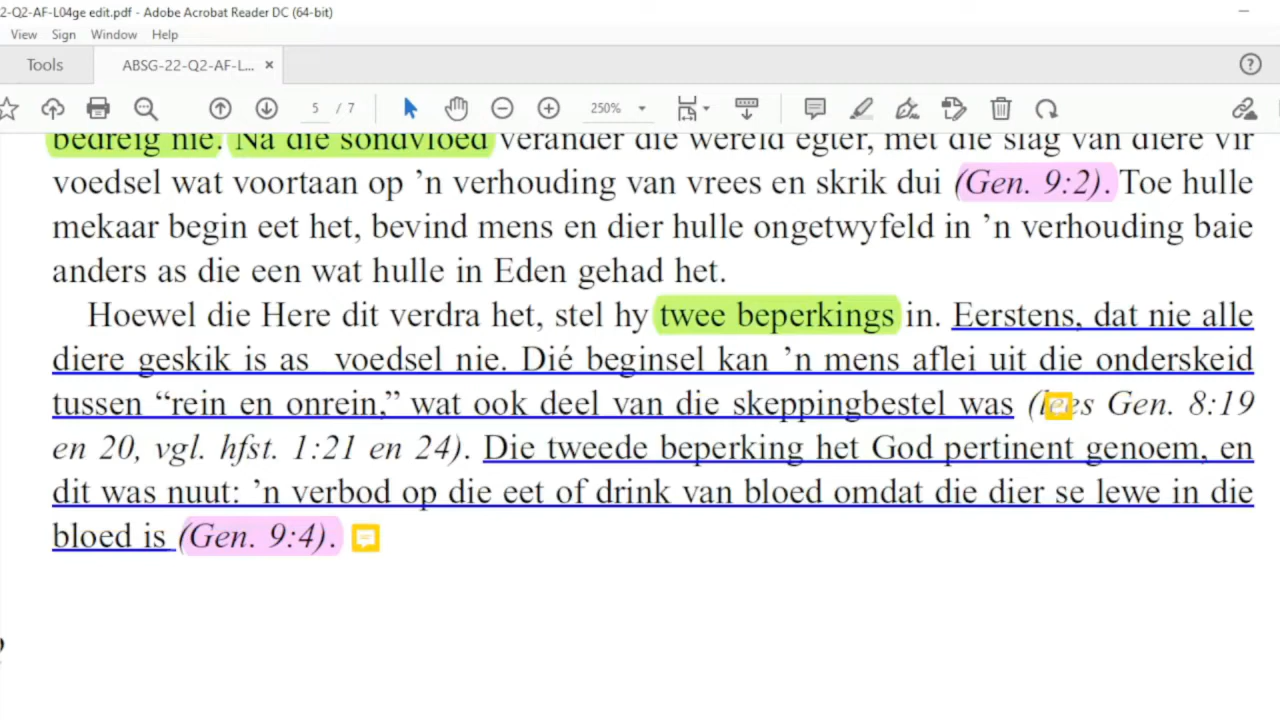 2-Q2-AF-L04ge edit.pdf - Adobe Acrobat Reader DC (64-bit)
View Sign Window Help
Tools ABSG-22-Q2-AF-L... ×
5 / 7 250%
bedreig nie. Na die sondvloed verander die wêreld egter, met die slag van diere vir
voedsel wat voortaan op ’n verhouding van vrees en skrik dui (Gen. 9:2). Toe hulle
mekaar begin eet het, bevind mens en dier hulle ongetwyfeld in ’n verhouding baie
anders as die een wat hulle in Eden gehad het.
Hoewel die Here dit verdra het, stel hy twee beperkings in. Eerstens, dat nie alle
diere geskik is as voedsel nie. Dié beginsel kan ’n mens aflei uit die onderskeid
tussen “rein en onrein,” wat ook deel van die skeppingbestel was (lees Gen. 8:19
en 20, vgl. hfst. 1:21 en 24). Die tweede beperking het God pertinent genoem, en
dit was nuut: ’n verbod op die eet of drink van bloed omdat die dier se lewe in die
bloed is (Gen. 9:4).